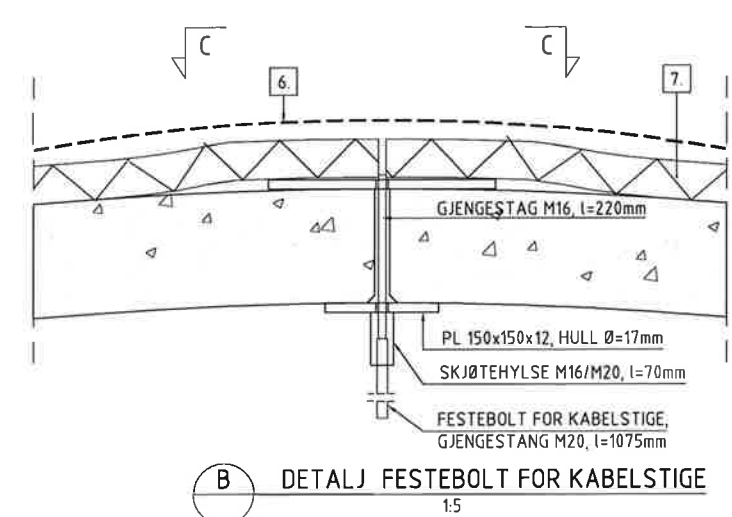 C C
6.
7.
GJENGESTAG M16, l=220mm
PL 150x150x12, HULL Ø=17mm
SKJØTEHYLSE M16/M20, l=70mm
FESTEBOLT FOR KABELSTIGE,
GJENGESTANG M20, l=1075mm
B DETALJ FESTEBOLT FOR KABELSTIGE
1:5